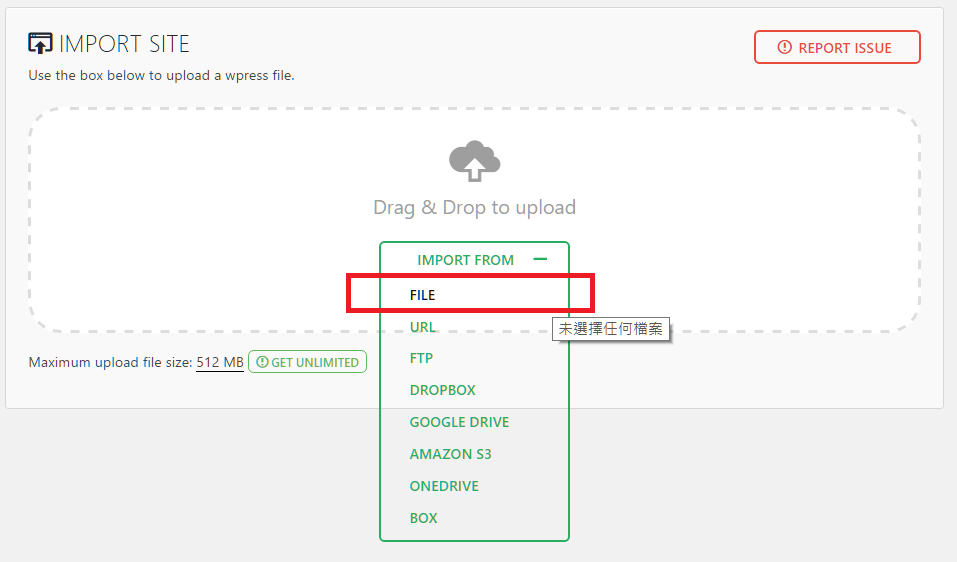 IMPORT SITE
REPORT ISSUE
Use the box below to upload a wpress file.
Drag & Drop to upload
IMPORT FROM
FILE
URL
未選擇任何檔案
FTP
Maximum upload file size: 512 MB GET UNLIMITED
DROPBOX
GOOGLE DRIVE
AMAZON S3
ONEDRIVE
BOX